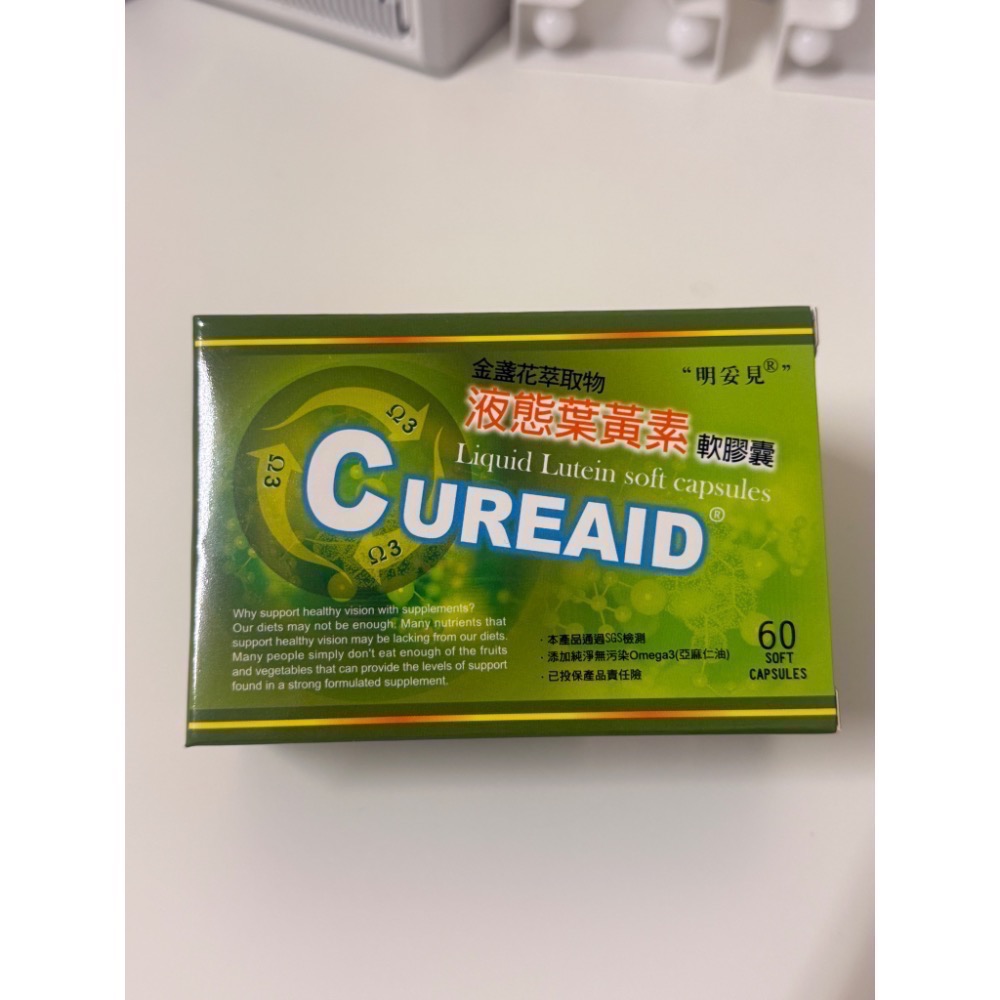 金盞花萃取物
“明妥見®”
液態葉黃素 軟膠囊
Liquid Lutein soft capsules
CUREAID®
Ω3
Ω3
Ω3
Why support healthy vision with supplements?
Our diets may not be enough. Many nutrients that
support healthy vision may be lacking from our diets.
Many people simply don't eat enough of the fruits
and vegetables that can provide the levels of support
found in a strong formulated supplement.
·本產品通過SGS檢測
·添加純淨無污染Omega3(亞麻仁油)
·已投保產品責任險
60
SOFT
CAPSULES